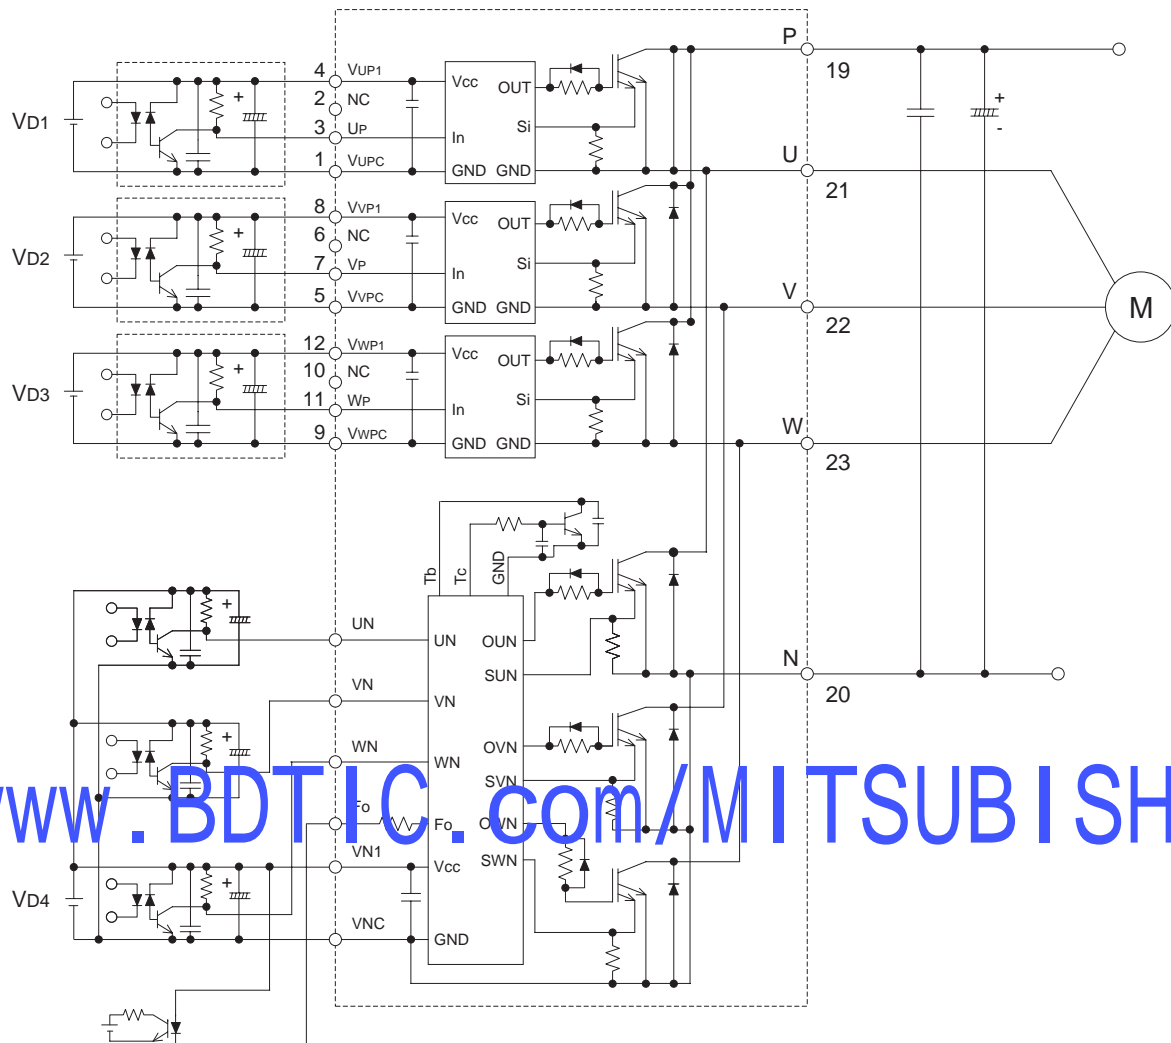 P
19
4 VUP1
2 NC
3 UP
1 VUPC
VD1
Vcc
OUT
Si
In
GND GND
+
+
-
U
21
8 VVP1
6 NC
7 VP
5 VVPC
VD2
Vcc
OUT
Si
In
GND GND
+
V
22
M
12 VWP1
10 NC
11 WP
9 VWPC
VD3
Vcc
OUT
Si
In
GND GND
+
W
23
Tb
Tc
GND
+
UN
UN
OUN
SUN
N
20
VN
VN
OVN
+
WN
WN
SVN
www.BDTIC.com/MITSUBISH
Fo
Fo
OWN
VN1
Vcc
SWN
VD4
+
VNC
GND